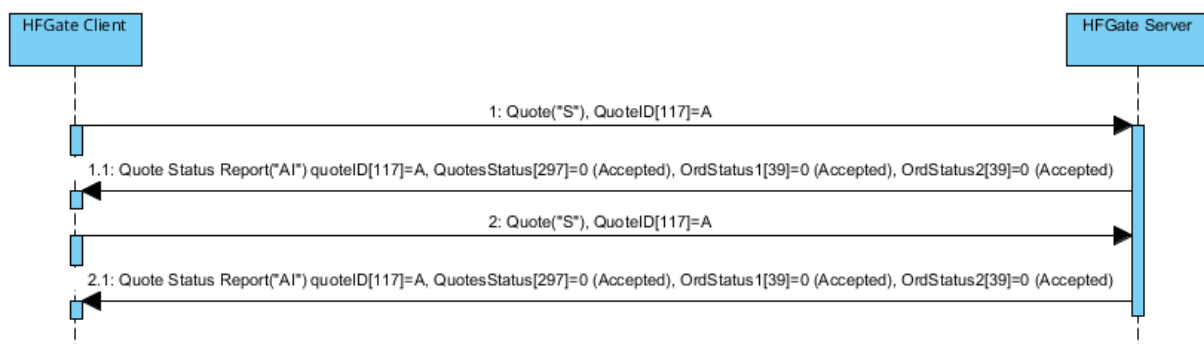 HFGate Client
HFGate Server
1: Quote("S"), QuoteID[117]=A
1.1: Quote Status Report("AI") quoteID[117]=A, QuotesStatus[297]=0 (Accepted), OrdStatus1[39]=0 (Accepted), OrdStatus2[39]=0 (Accepted)
2: Quote("S"), QuoteID[117]=A
2.1: Quote Status Report("AI") quoteID[117]=A, QuotesStatus[297]=0 (Accepted), OrdStatus1[39]=0 (Accepted), OrdStatus2[39]=0 (Accepted)